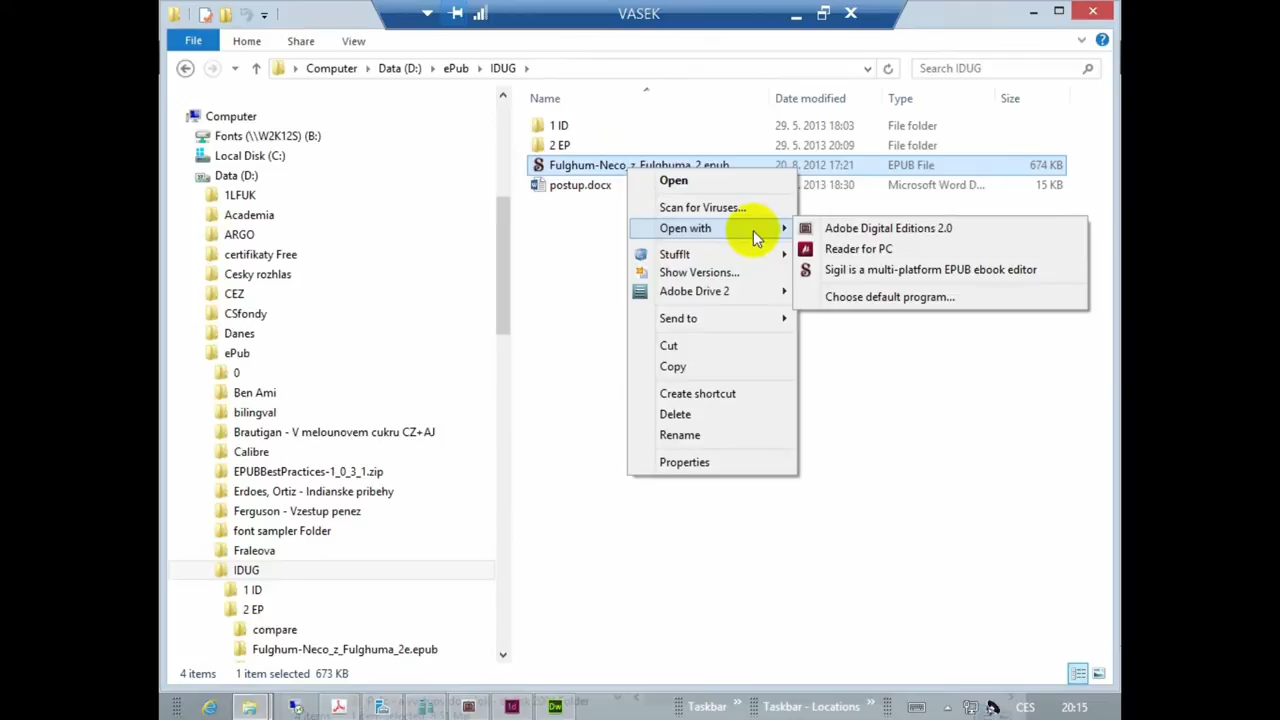 VASEK
File Home Share View
Computer Data (D:) ePub IDUG Search IDUG
Name Date modified Type Size
1 ID 29. 5. 2013 18:03 File folder
2 EP 29. 5. 2013 20:09 File folder
Fulghum-Neco_z_Fulghuma_2.epub 20. 8. 2012 17:21 EPUB File 674 KB
postup.docx 2013 18:30 Microsoft Word D... 15 KB
Computer
Fonts (\\W2K12S) (B:)
Local Disk (C:)
Data (D:)
1LFUK
Academia
ARGO
certifikaty Free
Cesky rozhlas
CEZ
CSfondy
Danes
ePub
0
Ben Ami
bilingval
Brautigan - V melounovem cukru CZ+AJ
Calibre
EPUBBestPractices-1_0_3_1.zip
Erdoes, Ortiz - Indianske pribehy
Ferguson - Vzestup penez
font sampler Folder
Fraleova
IDUG
1 ID
2 EP
compare
Fulghum-Neco_z_Fulghuma_2e.epub
Open
Scan for Viruses...
Open with
StuffIt
Show Versions...
Adobe Drive 2
Send to
Cut
Copy
Create shortcut
Delete
Rename
Properties
Adobe Digital Editions 2.0
Reader for PC
Sigil is a multi-platform EPUB ebook editor
Choose default program...
4 items 1 item selected 673 KB
Taskbar Taskbar - Locations CES 20:15